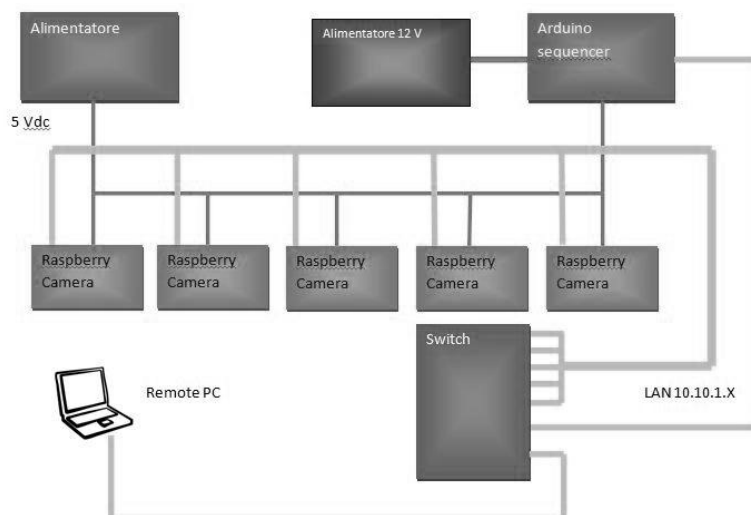 Alimentatore
Alimentatore 12 V
Arduino
sequencer
5 Vdc
Raspberry
Camera
Raspberry
Camera
Raspberry
Camera
Raspberry
Camera
Raspberry
Camera
Switch
Remote PC
LAN 10.10.1.X